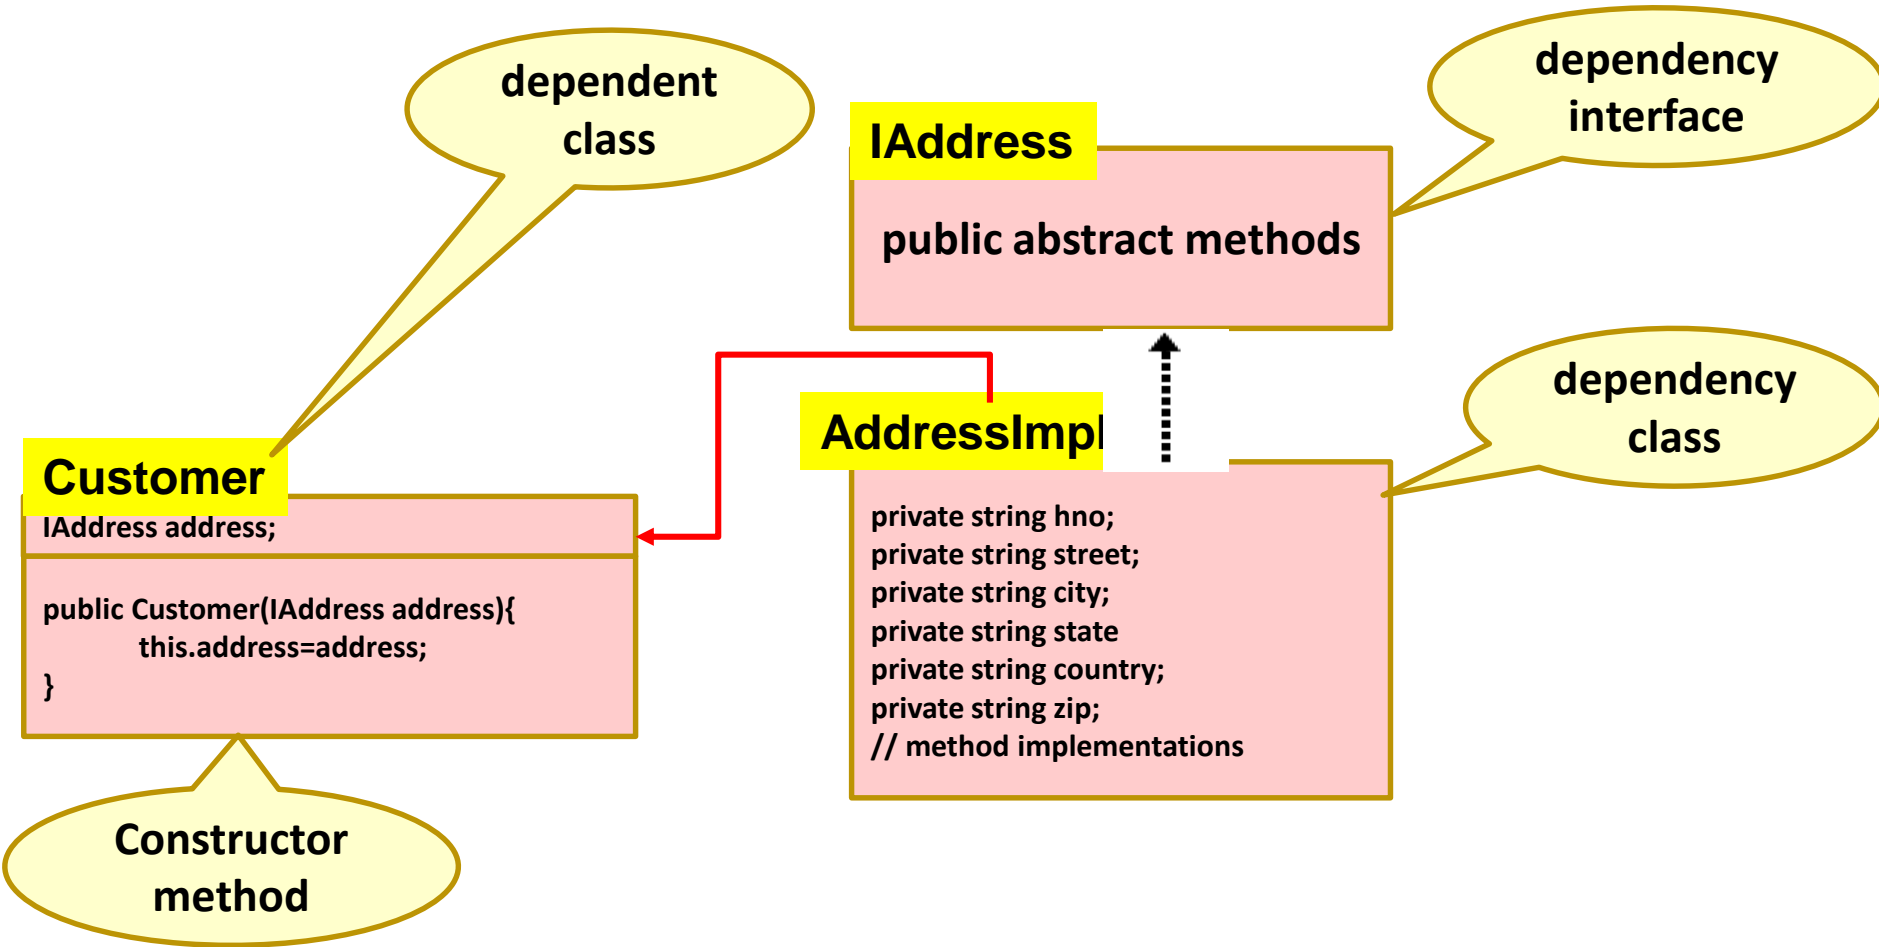 dependent
class
dependency
interface
IAddress
public abstract methods
dependency
class
AddressImpl
private string hno;
private string street;
private string city;
private string state
private string country;
private string zip;
// method implementations
Customer
IAddress address;
public Customer(IAddress address){
this.address=address;
}
Constructor
method